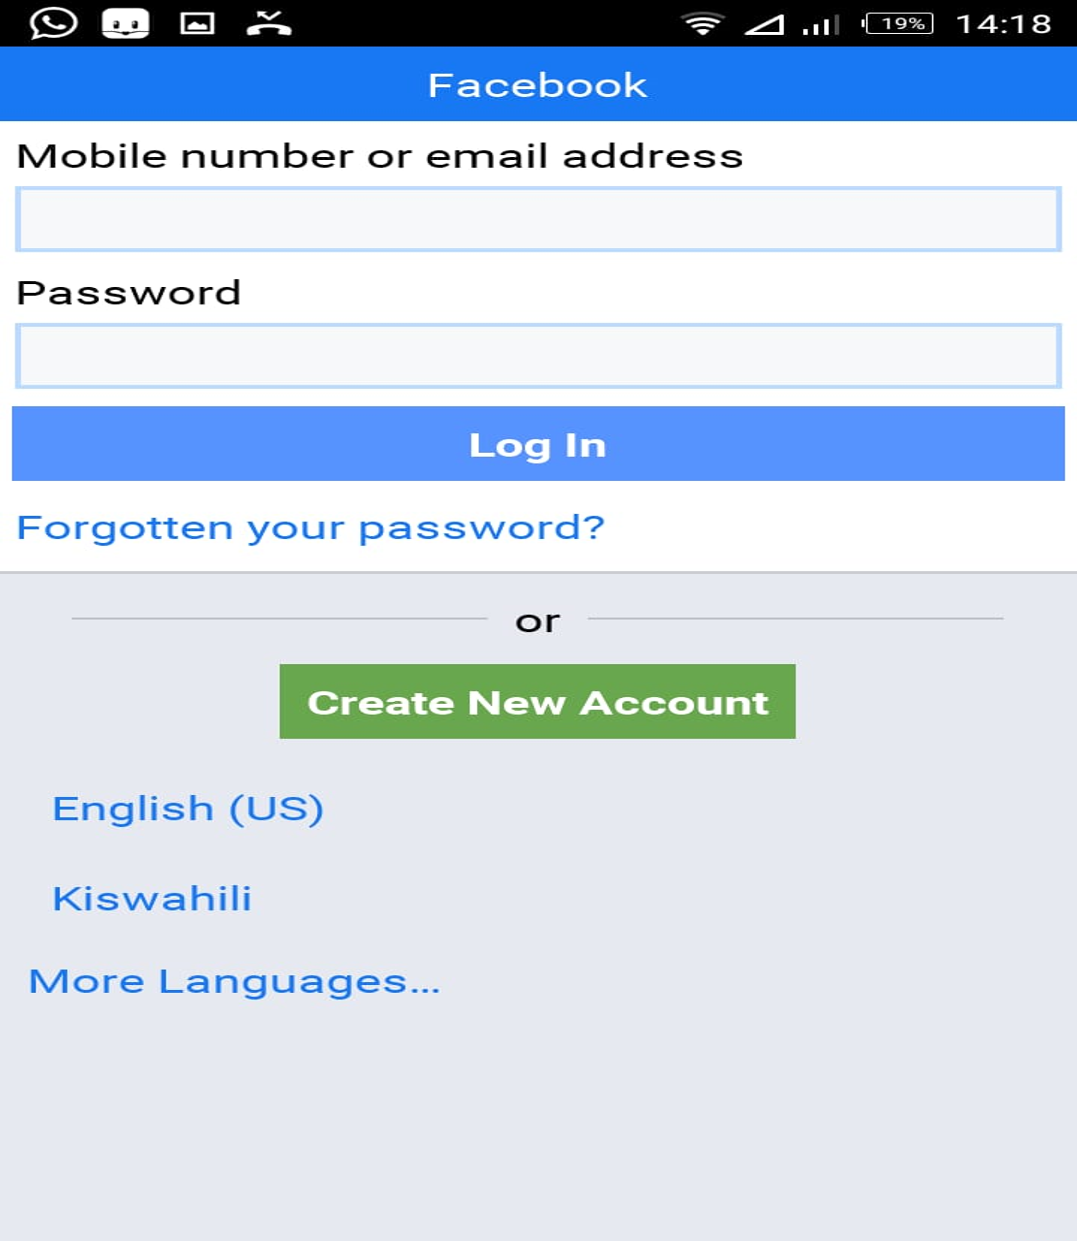 19% 14:18
Facebook
Mobile number or email address
Password
Log In
Forgotten your password?
or
Create New Account
English (US)
Kiswahili
More Languages...